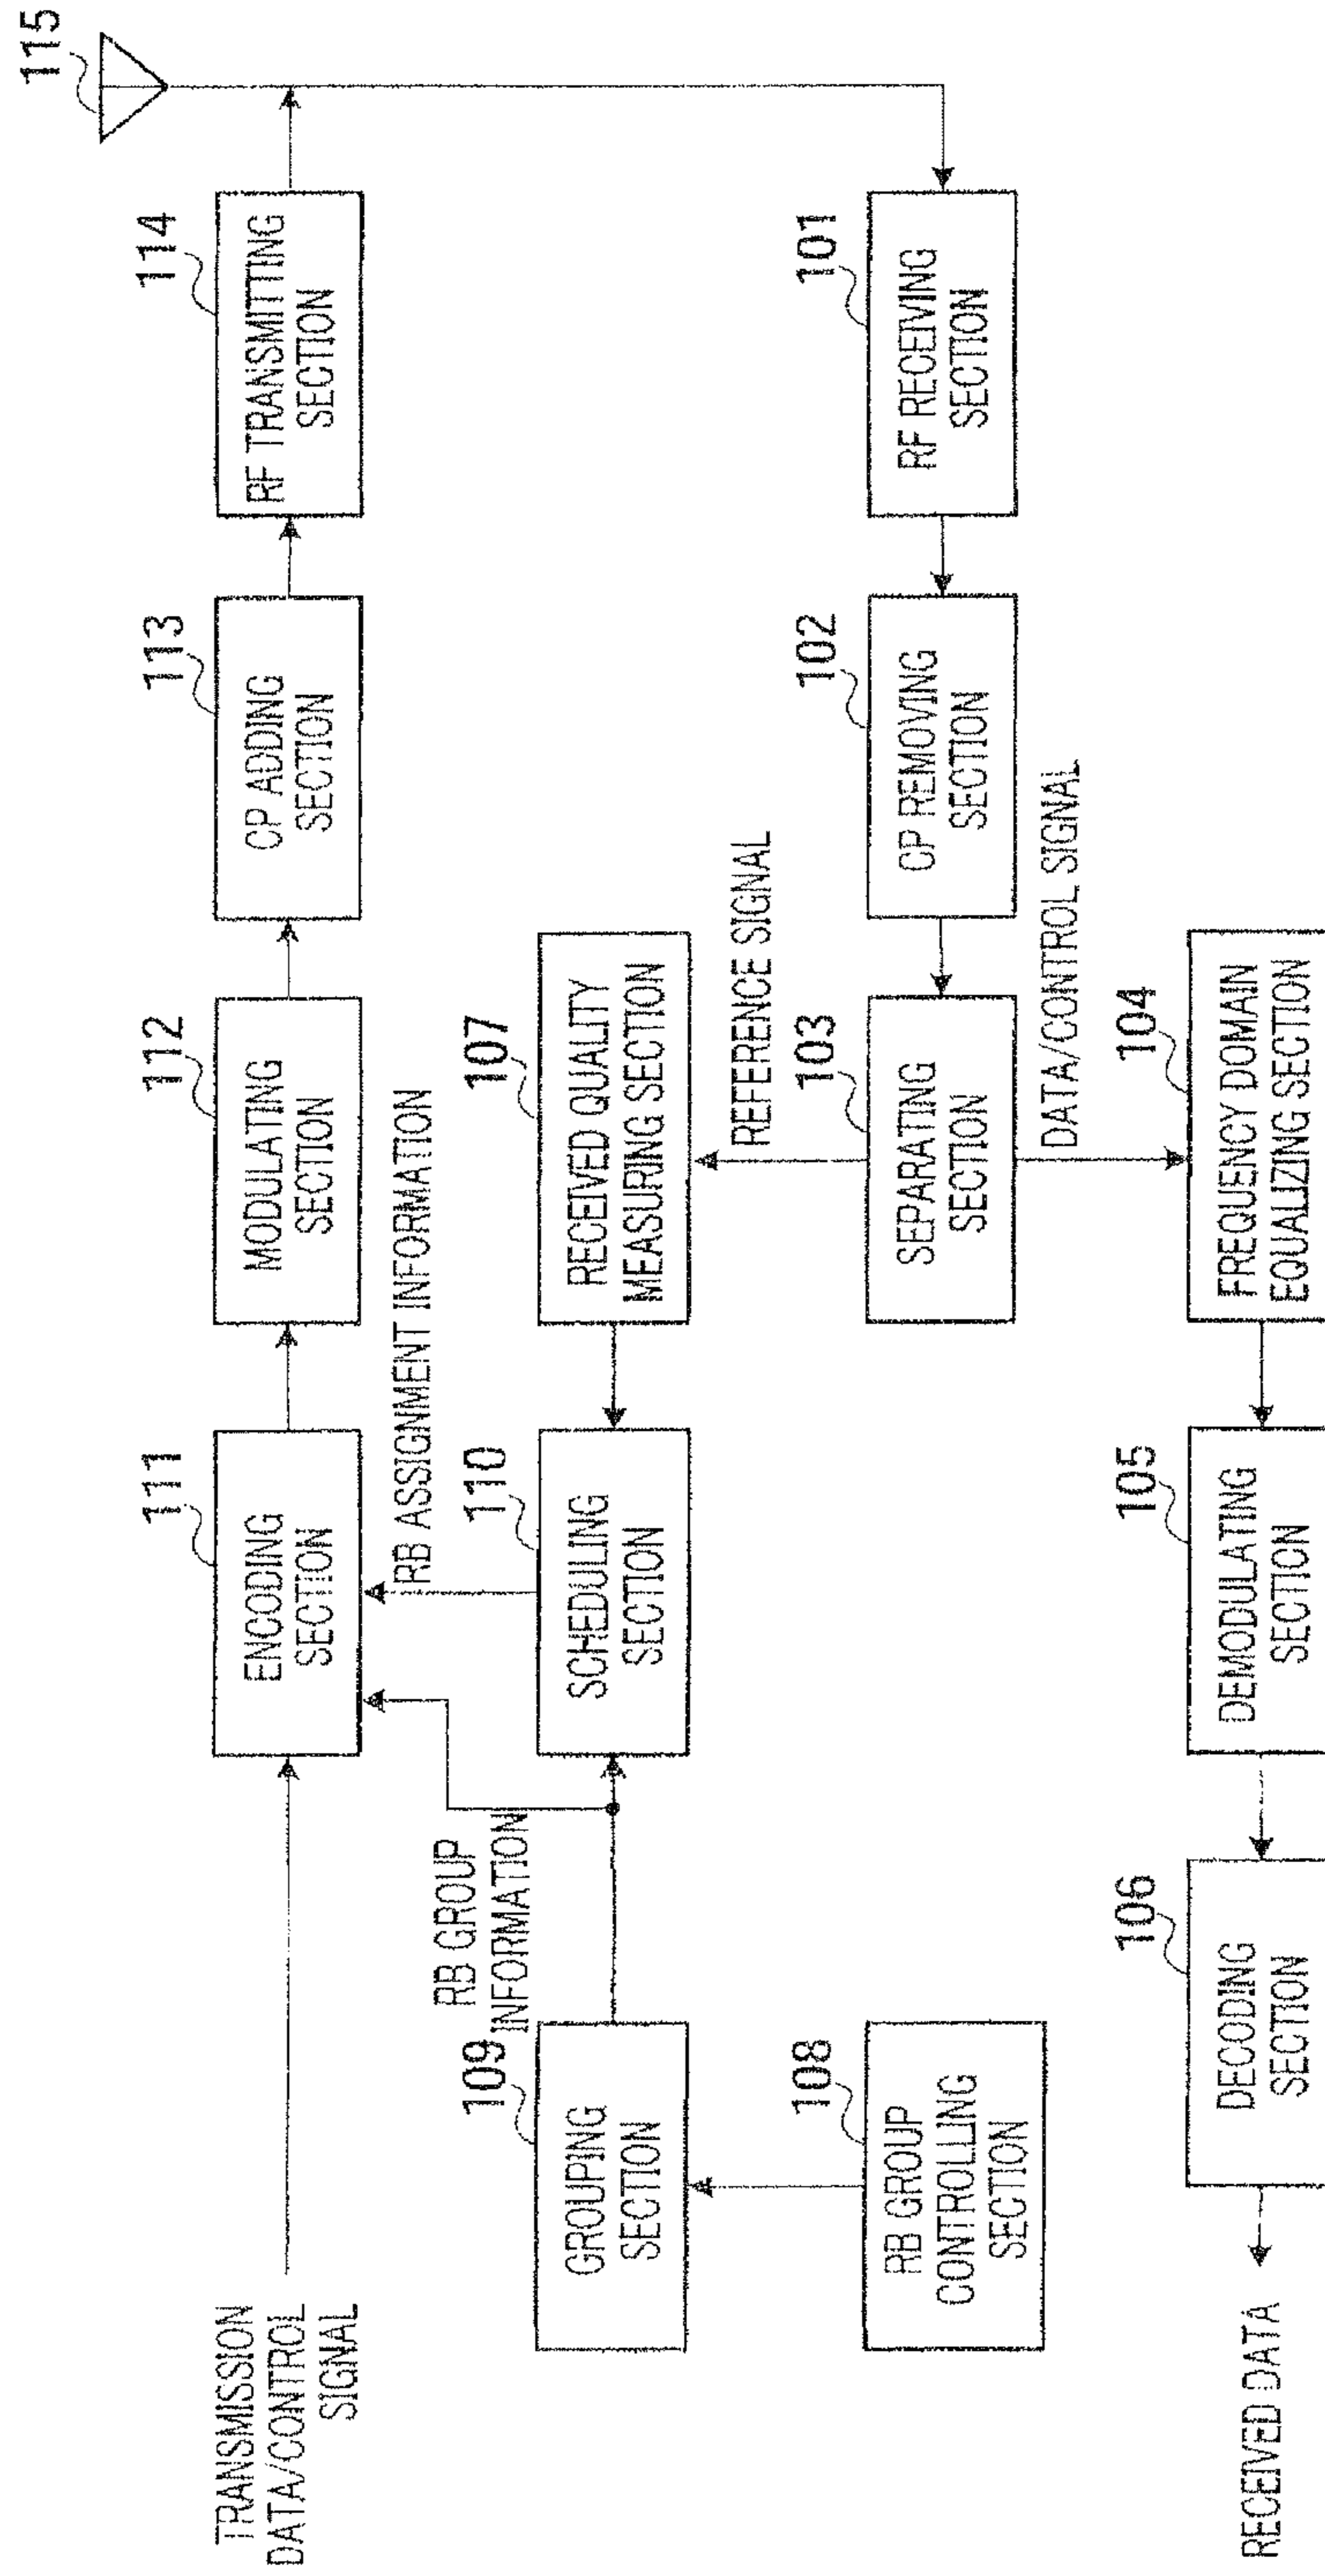 115
TRANSMISSION
DATA/CONTROL
SIGNAL
111
ENCODING
SECTION
112
MODULATING
SECTION
113
CP ADDING
SECTION
114
RF TRANSMITTING
SECTION
RB ASSIGNMENT INFORMATION
RB GROUP
INFORMATION
109
GROUPING
SECTION
110
SCHEDULING
SECTION
107
RECEIVED QUALITY
MEASURING SECTION
REFERENCE SIGNAL
108
RB GROUP
CONTROLLING
SECTION
103
SEPARATING
SECTION
102
CP REMOVING
SECTION
101
RF RECEIVING
SECTION
DATA/CONTROL SIGNAL
RECEIVED DATA
106
DECODING
SECTION
105
DEMODULATING
SECTION
104
FREQUENCY DOMAIN
EQUALIZING SECTION